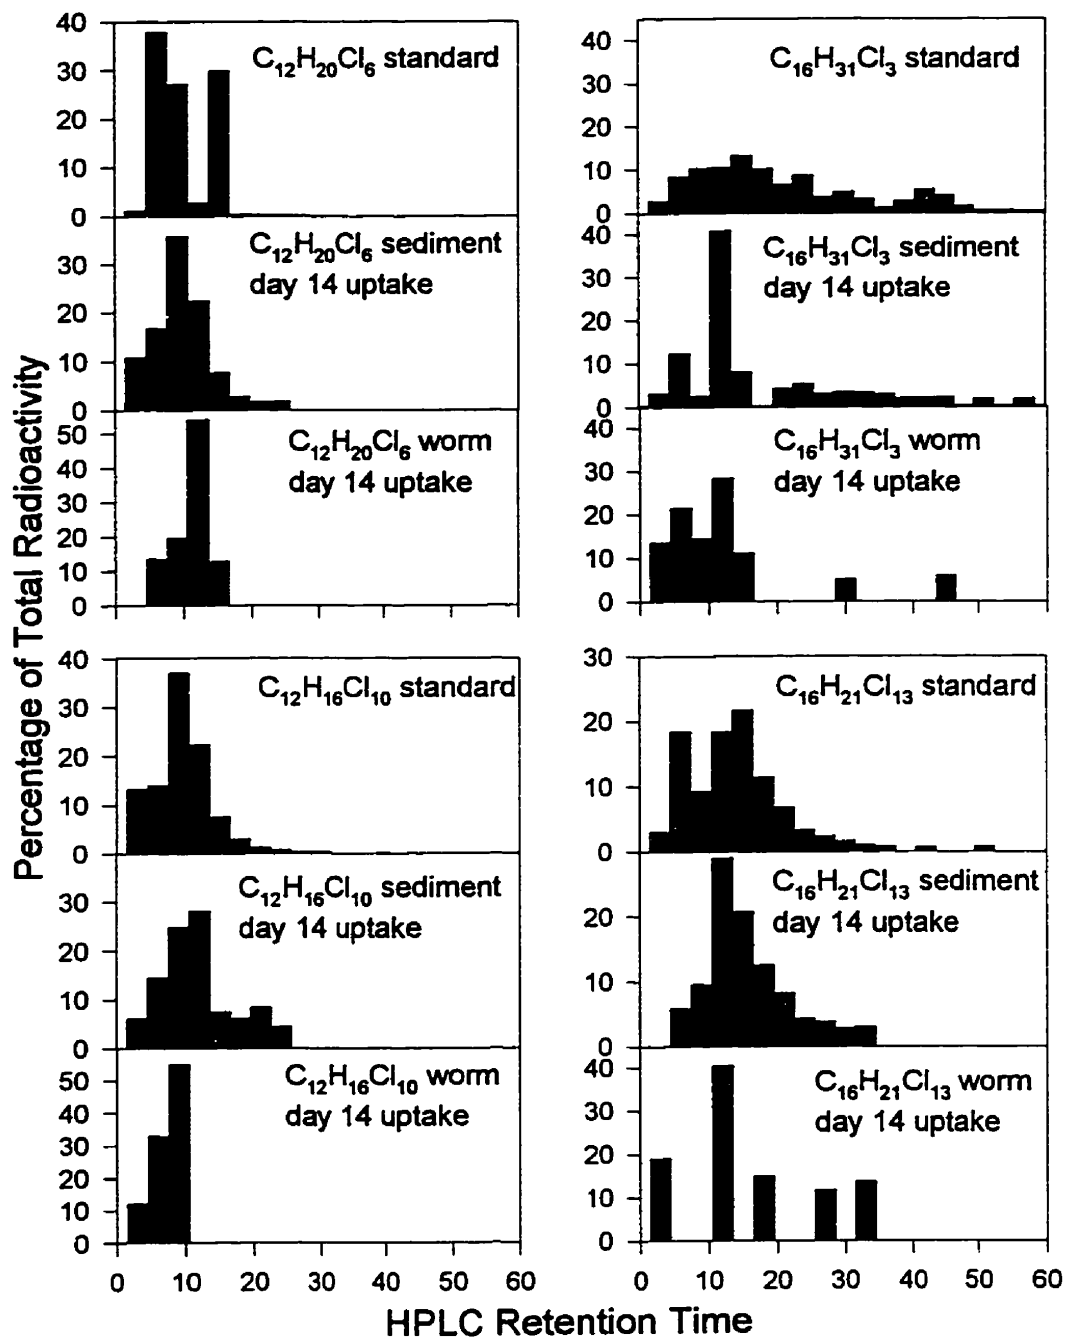 Percentage of Total Radioactivity
40
30
20
10
0
C12H20Cl6 standard
30
20
10
0
C12H20Cl6 sediment
day 14 uptake
50
40
30
20
10
0
C12H20Cl6 worm
day 14 uptake
40
30
20
10
0
C12H16Cl10 standard
30
20
10
0
C12H16Cl10 sediment
day 14 uptake
50
40
30
20
10
0
C12H16Cl10 worm
day 14 uptake
0 10 20 30 40 50 60
40
30
20
10
0
C16H31Cl3 standard
40
30
20
10
0
C16H31Cl3 sediment
day 14 uptake
40
30
20
10
0
C16H31Cl3 worm
day 14 uptake
30
20
10
0
C16H21Cl13 standard
20
10
0
C16H21Cl13 sediment
day 14 uptake
40
30
20
10
0
C16H21Cl13 worm
day 14 uptake
0 10 20 30 40 50 60
HPLC Retention Time